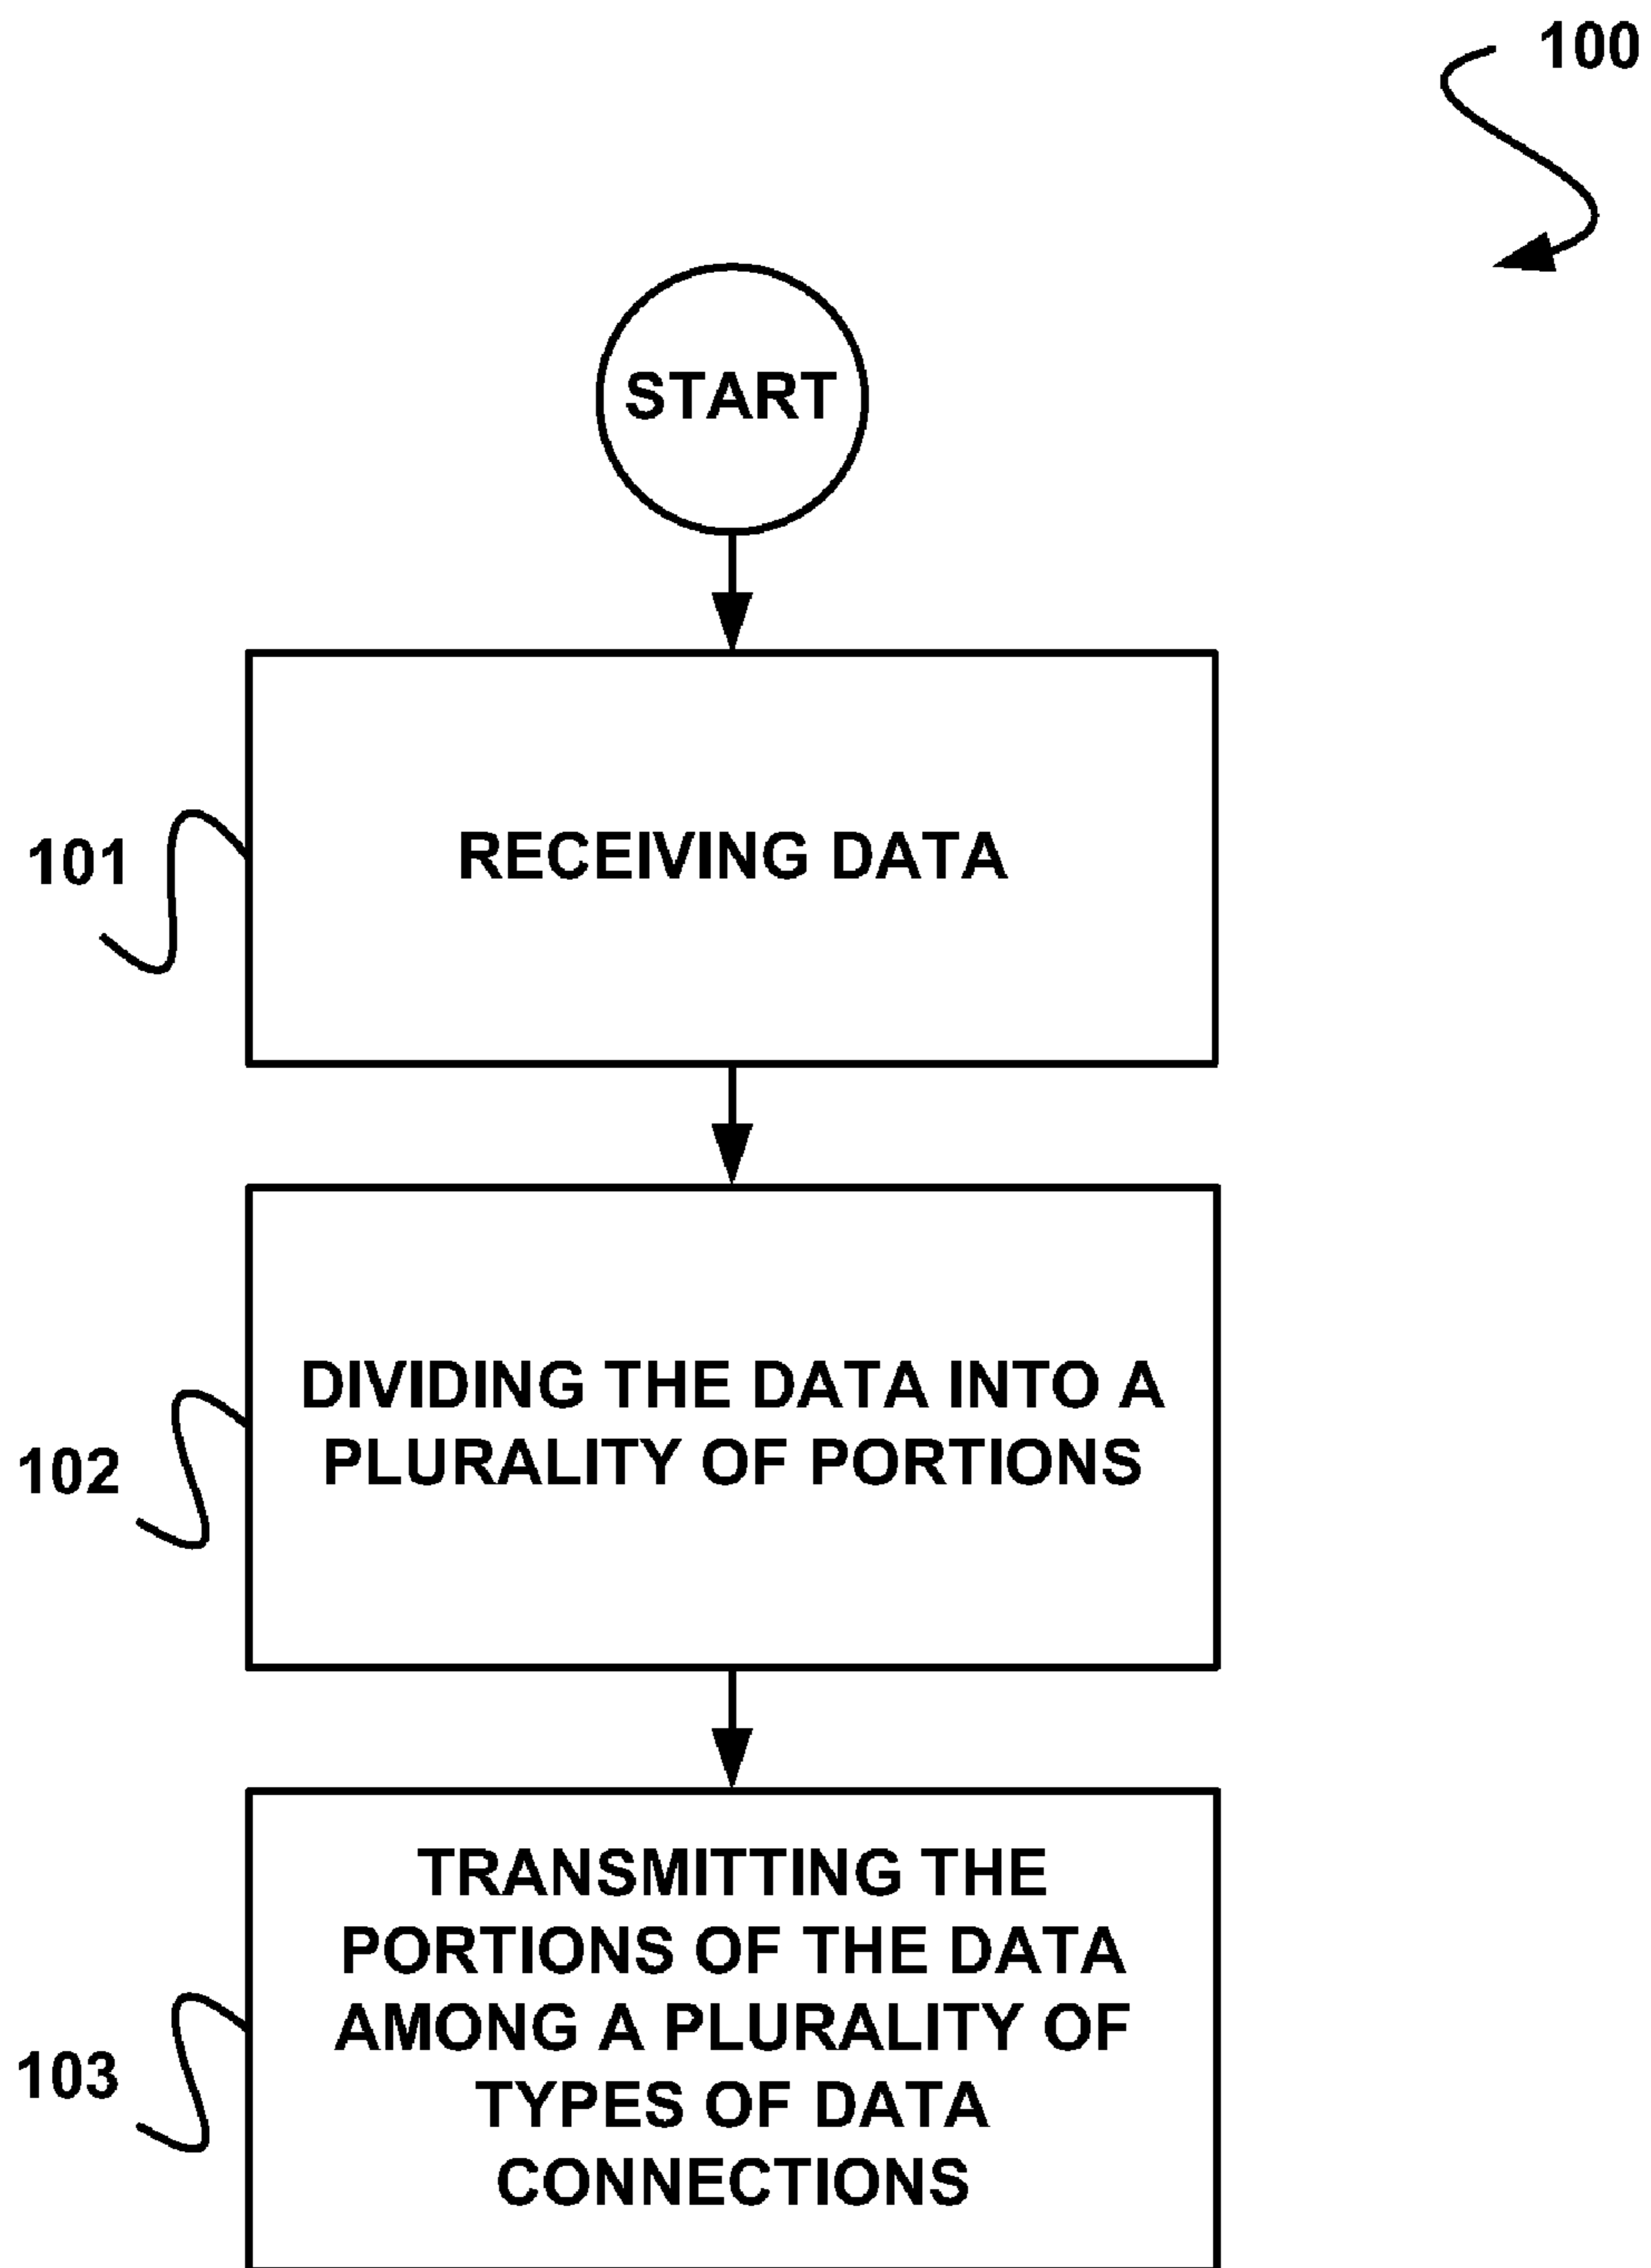 100
START
101
RECEIVING DATA
DIVIDING THE DATA INTO A
PLURALITY OF PORTIONS
102
TRANSMITTING THE
PORTIONS OF THE DATA
AMONG A PLURALITY OF
TYPES OF DATA
CONNECTIONS
103